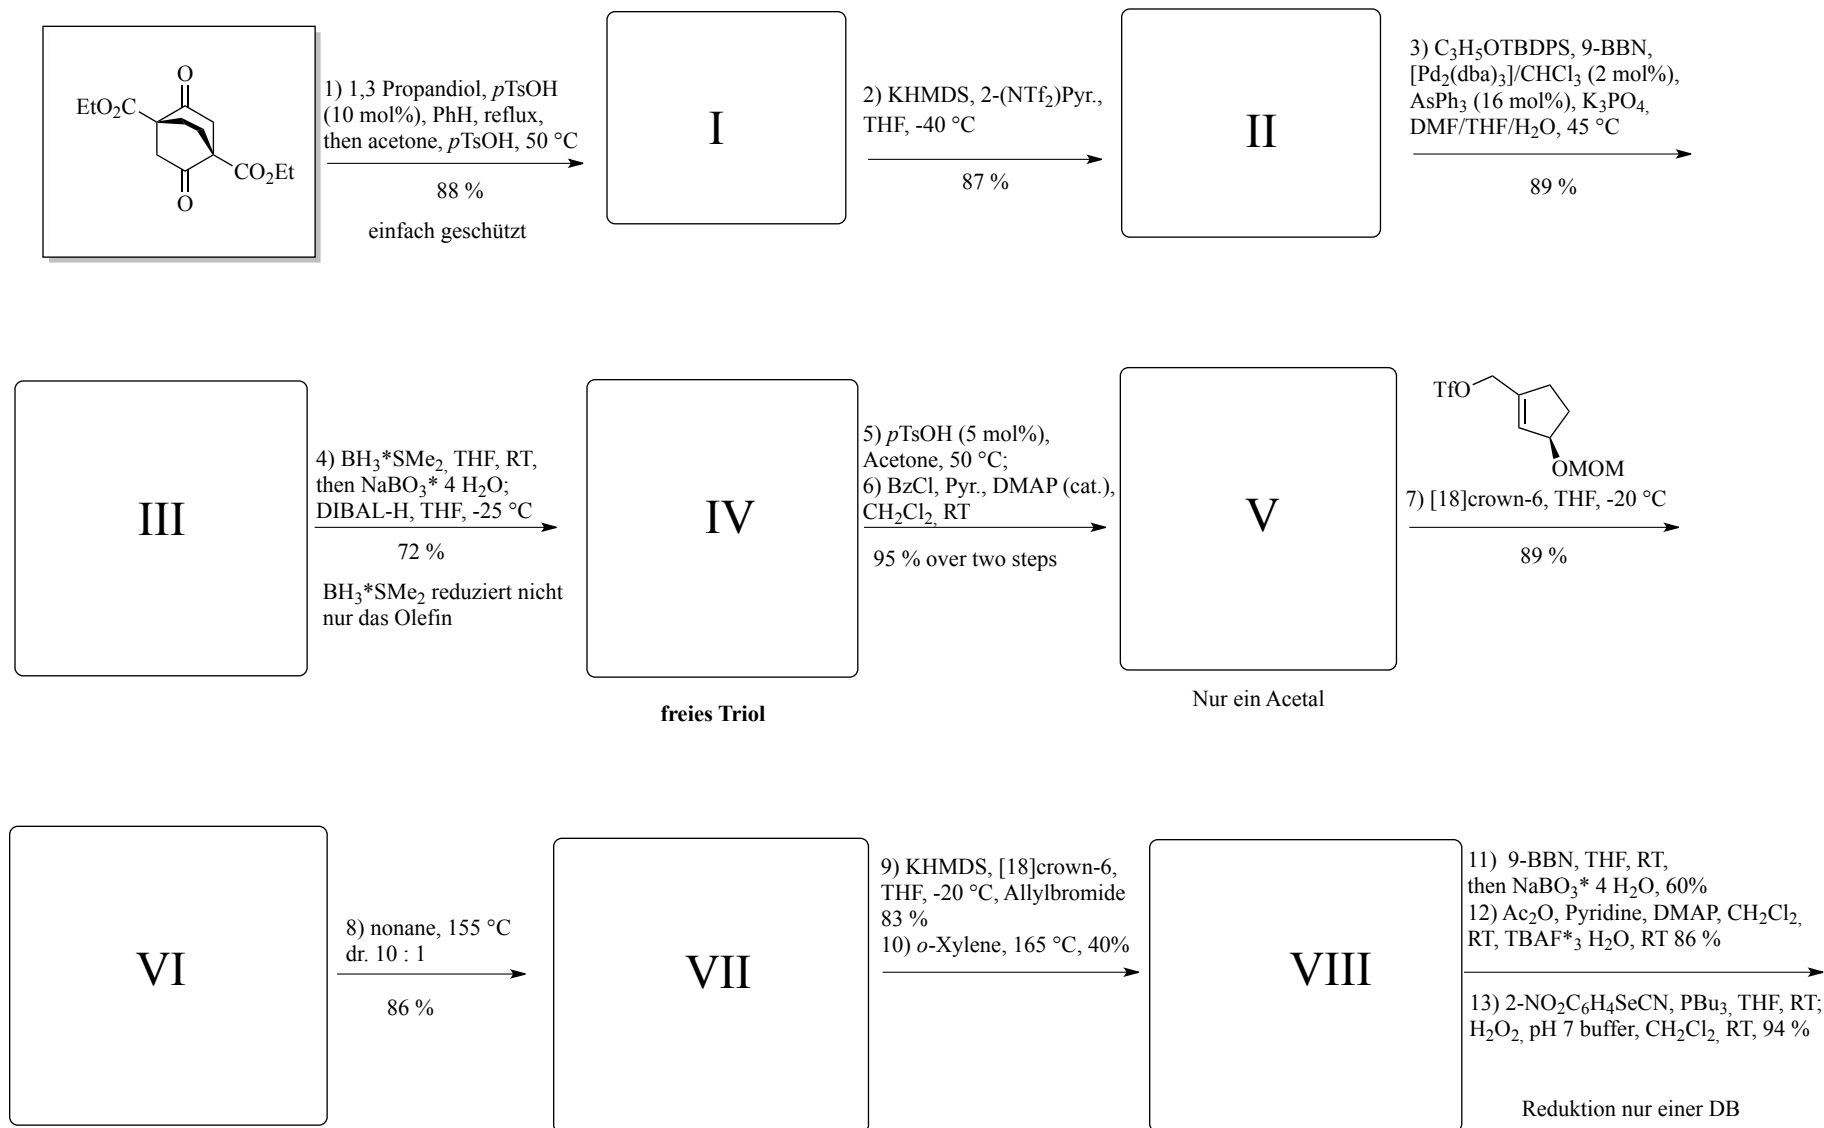 O
EtO2C
CO2Et
O
1) 1,3 Propandiol, pTsOH
(10 mol%), PhH, reflux,
then acetone, pTsOH, 50 °C
88 %
einfach geschützt
I
2) KHMDS, 2-(NTf2)Pyr.,
THF, -40 °C
87 %
II
3) C3H5OTBDPS, 9-BBN,
[Pd2(dba)3]/CHCl3 (2 mol%),
AsPh3 (16 mol%), K3PO4,
DMF/THF/H2O, 45 °C
89 %
III
4) BH3*SMe2, THF, RT,
then NaBO3* 4 H2O;
DIBAL-H, THF, -25 °C
72 %
BH3*SMe2 reduziert nicht
nur das Olefin
IV
freies Triol
5) pTsOH (5 mol%),
Acetone, 50 °C;
6) BzCl, Pyr., DMAP (cat.),
CH2Cl2, RT
95 % over two steps
V
Nur ein Acetal
TfO
OMOM
7) [18]crown-6, THF, -20 °C
89 %
VI
8) nonane, 155 °C
dr. 10 : 1
86 %
VII
9) KHMDS, [18]crown-6,
THF, -20 °C, Allylbromide
83 %
10) o-Xylene, 165 °C, 40%
VIII
11) 9-BBN, THF, RT,
then NaBO3* 4 H2O, 60%
12) Ac2O, Pyridine, DMAP, CH2Cl2,
RT, TBAF*3 H2O, RT 86 %
13) 2-NO2C6H4SeCN, PBu3, THF, RT;
H2O2, pH 7 buffer, CH2Cl2, RT, 94 %
Reduktion nur einer DB